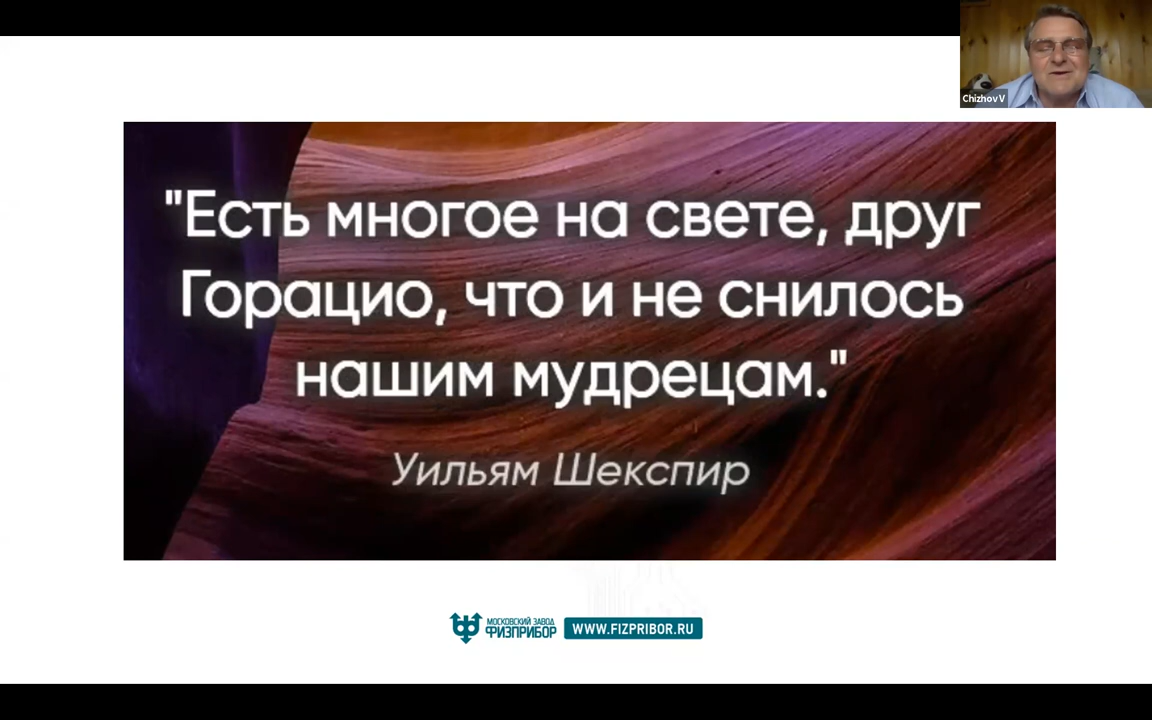 Chizhov V
"Есть многое на свете, друг
Горацио, что и не снилось
нашим мудрецам."
Уильям Шекспир
МОСКОВСКИЙ ЗАВОД
ФИЗПРИБОР
WWW.FIZPRIBOR.RU